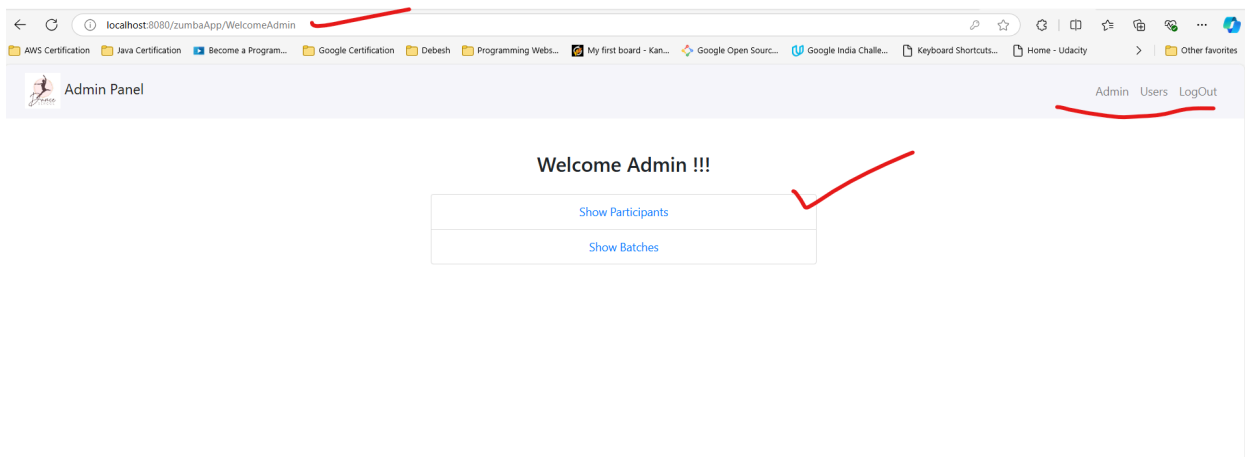 localhost:8080/zumbaApp/WelcomeAdmin
AWS Certification Java Certification Become a Program... Google Certification Debesh Programming Webs... My first board - Kan... Google Open Sourc... Google India Challe... Keyboard Shortcuts... Home - Udacity Other favorites
Dance Admin Panel Admin Users LogOut
Welcome Admin !!!
Show Participants
Show Batches